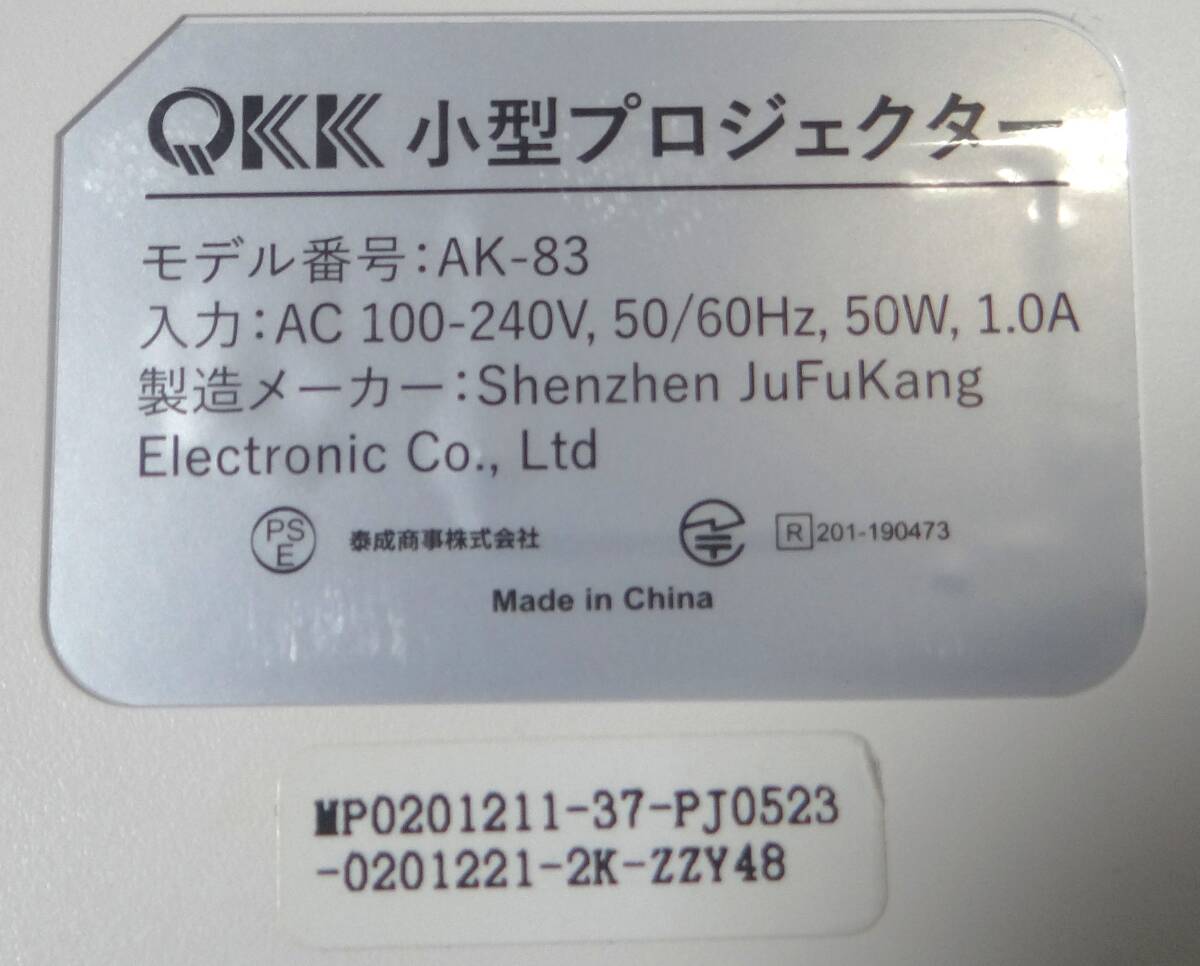 QKK 小型プロジェクター
モデル番号:AK-83
入力:AC 100-240V, 50/60Hz, 50W, 1.0A
製造メーカー:Shenzhen JuFuKang
Electronic Co., Ltd
PS
E 泰成商事株式会社 R 201-190473
Made in China
MP0201211-37-PJ0523
-0201221-2K-ZZY48